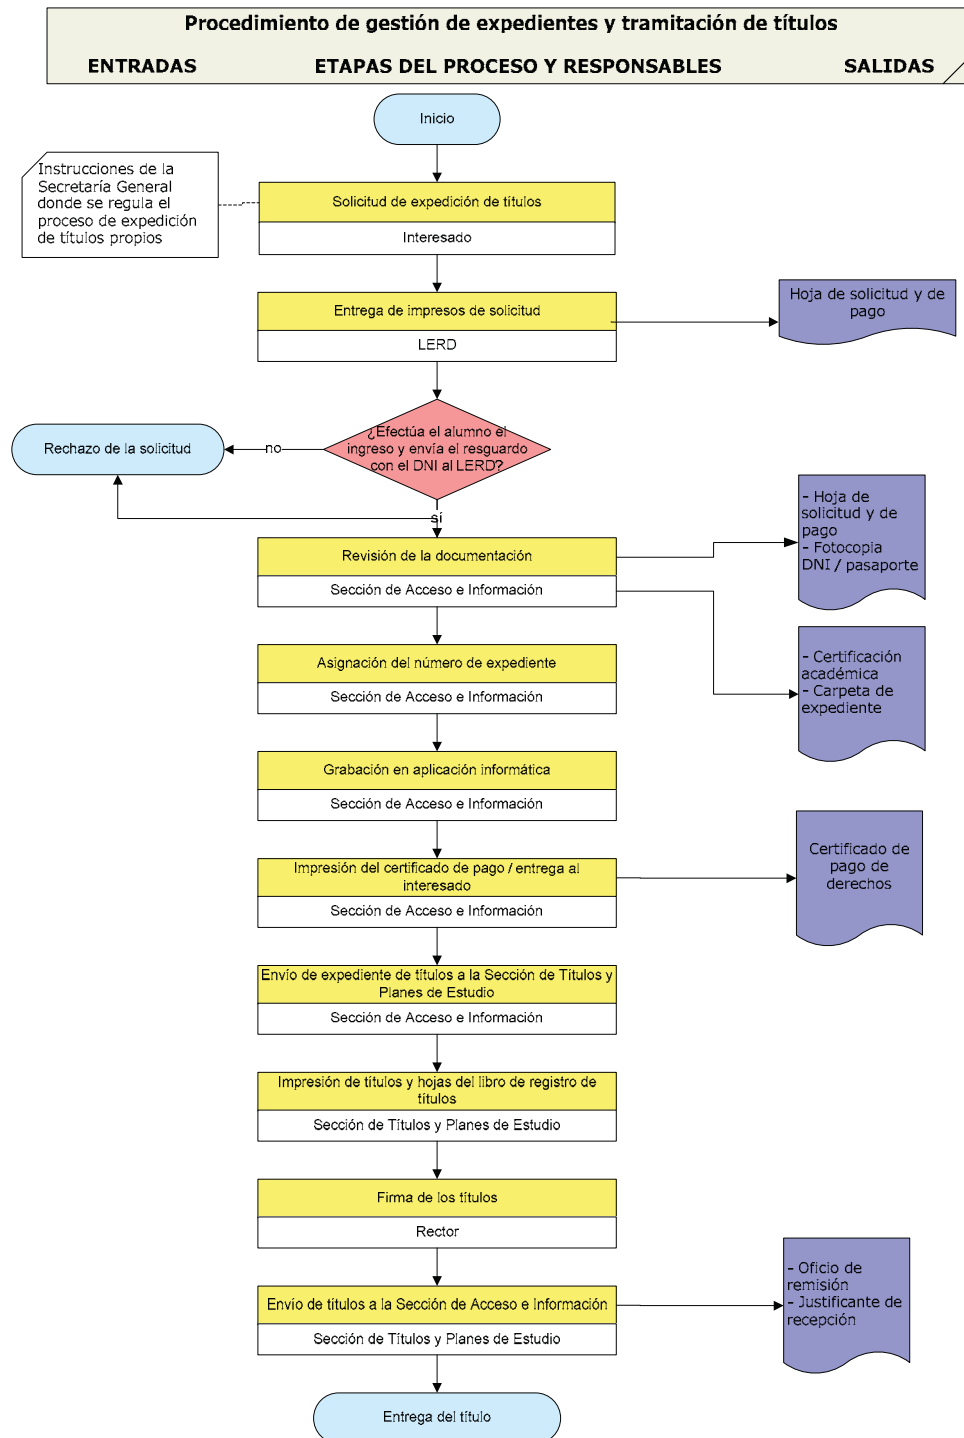 Procedimiento de gestión de expedientes y tramitación de títulos
ENTRADAS ETAPAS DEL PROCESO Y RESPONSABLES SALIDAS
Inicio
Instrucciones de la
Secretaría General
donde se regula el
proceso de expedición
de títulos propios
Solicitud de expedición de títulos
Interesado
Entrega de impresos de solicitud
LERD
Hoja de solicitud y de
pago
¿Efectúa el alumno el
ingreso y envía el resguardo
con el DNI al LERD?
no
Rechazo de la solicitud
sí
Revisión de la documentación
Sección de Acceso e Información
- Hoja de
solicitud y de
pago
- Fotocopia
DNI / pasaporte
- Certificación
académica
- Carpeta de
expediente
Asignación del número de expediente
Sección de Acceso e Información
Grabación en aplicación informática
Sección de Acceso e Información
Impresión del certificado de pago / entrega al
interesado
Sección de Acceso e Información
Certificado de
pago de
derechos
Envío de expediente de títulos a la Sección de Títulos y
Planes de Estudio
Sección de Acceso e Información
Impresión de títulos y hojas del libro de registro de
títulos
Sección de Títulos y Planes de Estudio
Firma de los títulos
Rector
Envío de títulos a la Sección de Acceso e Información
Sección de Títulos y Planes de Estudio
- Oficio de
remisión
- Justificante de
recepción
Entrega del título